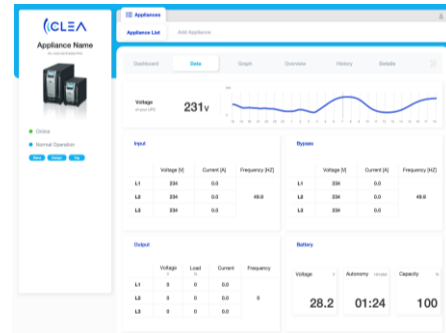 CLEA
Appliance Name
Online
Normal Operation
Appliances
Appliance List
Add Appliance
Dashboard
Data
Graph
Overview
History
Details
Voltage
of your UPS
231v
Input
Voltage [V] Current [A] Frequency [HZ]
L1 234 0.0
L2 234 0.0 49.9
L3 234 0.0
Bypass
Voltage [V] Current [A] Frequency [HZ]
L1 234 0.0
L2 234 0.0 49.9
L3 234 0.0
Output
Voltage Load Current Frequency
L1 0 0 0.0
L2 0 0 0.0 0
L3 0 0 0.0
Battery
Voltage v Autonomy Capacity %
28.2 01:24 100